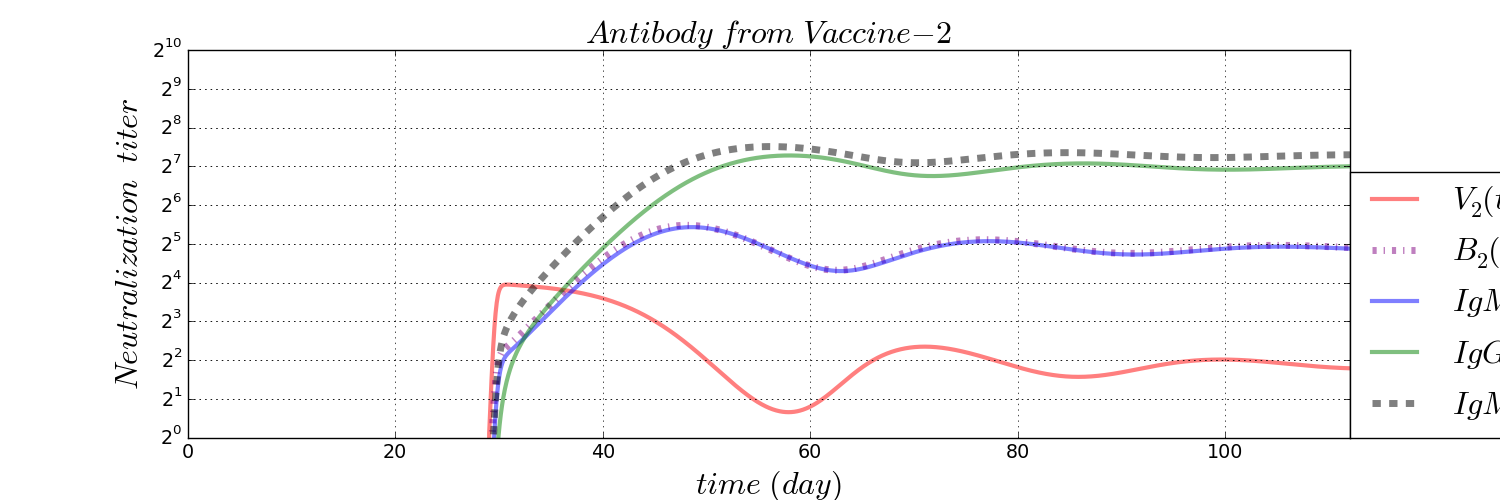 Antibody from Vaccine-2
2^10
2^9
2^8
2^7
2^6
2^5
2^4
2^3
2^2
2^1
2^0
Neutralization titer
0 20 40 60 80 100
time (day)
V_2(t
B_2(
IgM
IgG
IgM